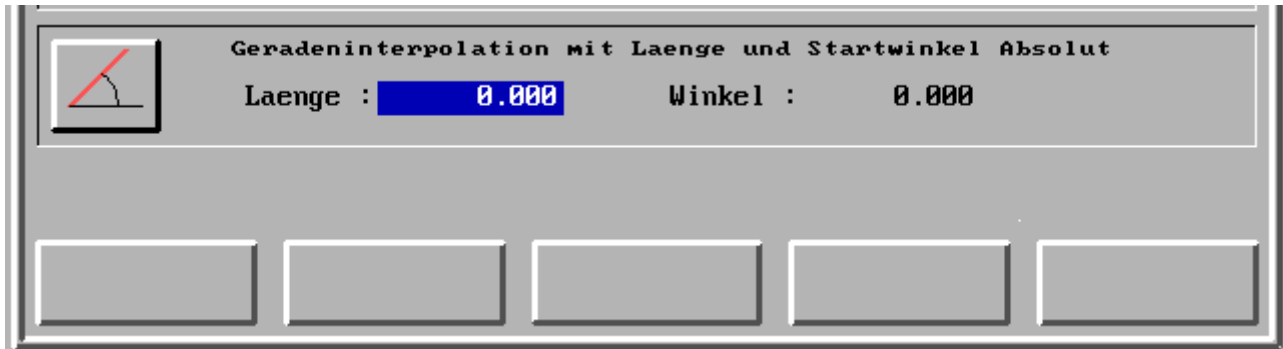 Geradeninterpolation mit Laenge und Startwinkel Absolut
Laenge : 0.000 Winkel : 0.000